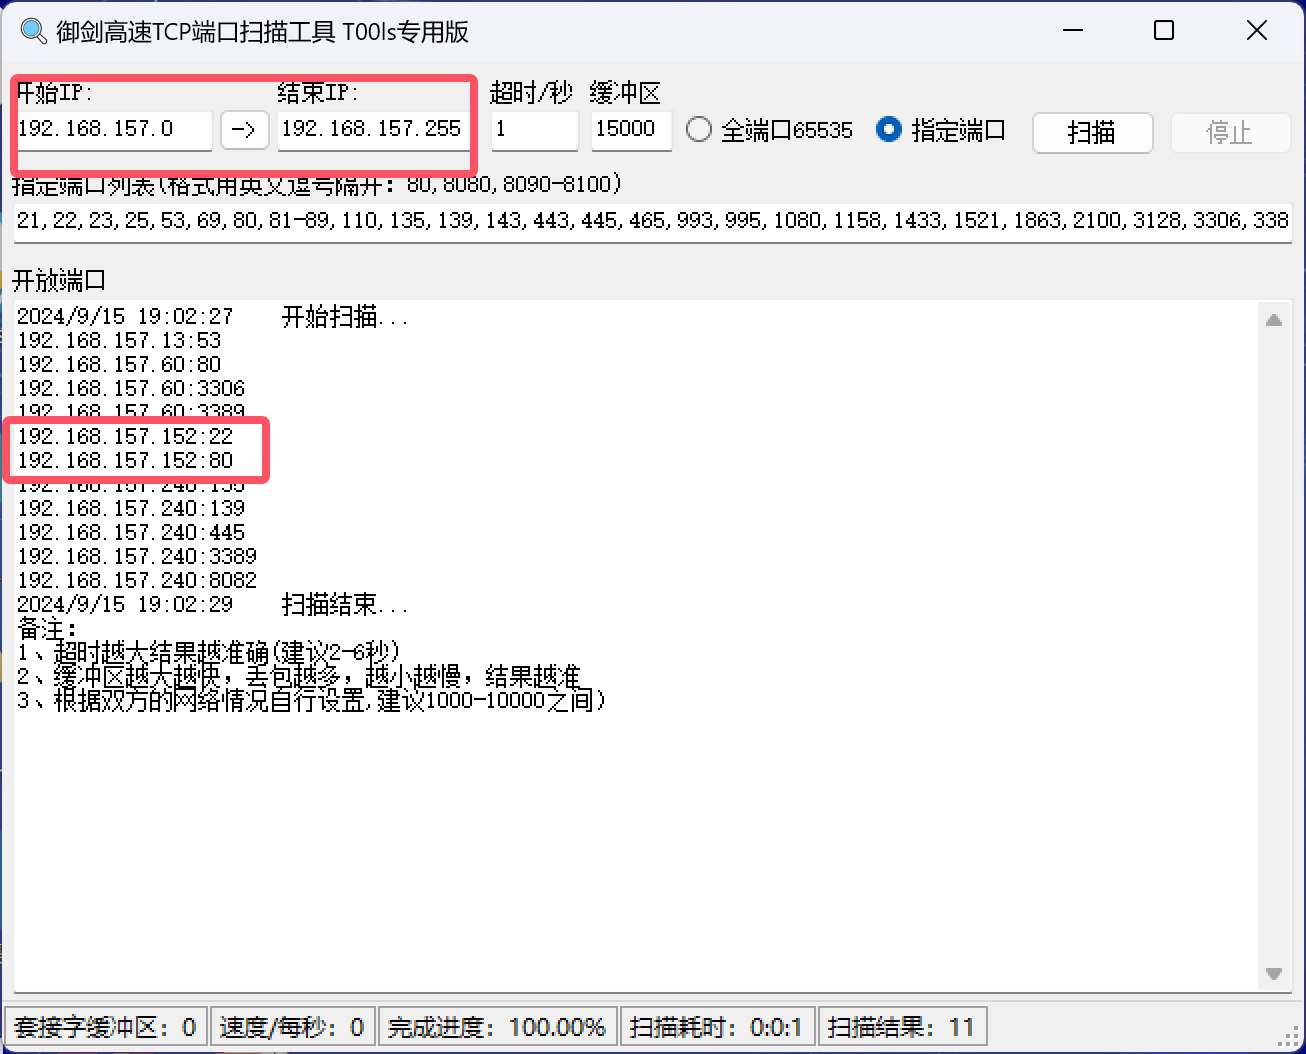 御剑高速TCP端口扫描工具 T00ls专用版
开始IP: 结束IP: 超时/秒 缓冲区
192.168.157.0 -> 192.168.157.255 1 15000 全端口65535 指定端口 扫描 停止
指定端口列表(格式用英文逗号隔开: 80,8080,8090-8100)
21,22,23,25,53,69,80,81-89,110,135,139,143,443,445,465,993,995,1080,1158,1433,1521,1863,2100,3128,3306,338
开放端口
2024/9/15 19:02:27 开始扫描...
192.168.157.13:53
192.168.157.60:80
192.168.157.60:3306
192.168.157.60:3389
192.168.157.152:22
192.168.157.152:80
192.168.157.240:135
192.168.157.240:139
192.168.157.240:445
192.168.157.240:3389
192.168.157.240:8082
2024/9/15 19:02:29 扫描结束...
备注:
1、超时越大结果越准确(建议2-6秒)
2、缓冲区越大越快，丢包越多，越小越慢，结果越准
3、根据双方的网络情况自行设置,建议1000-10000之间)
套接字缓冲区: 0 速度/每秒: 0 完成进度: 100.00% 扫描耗时: 0:0:1 扫描结果: 11